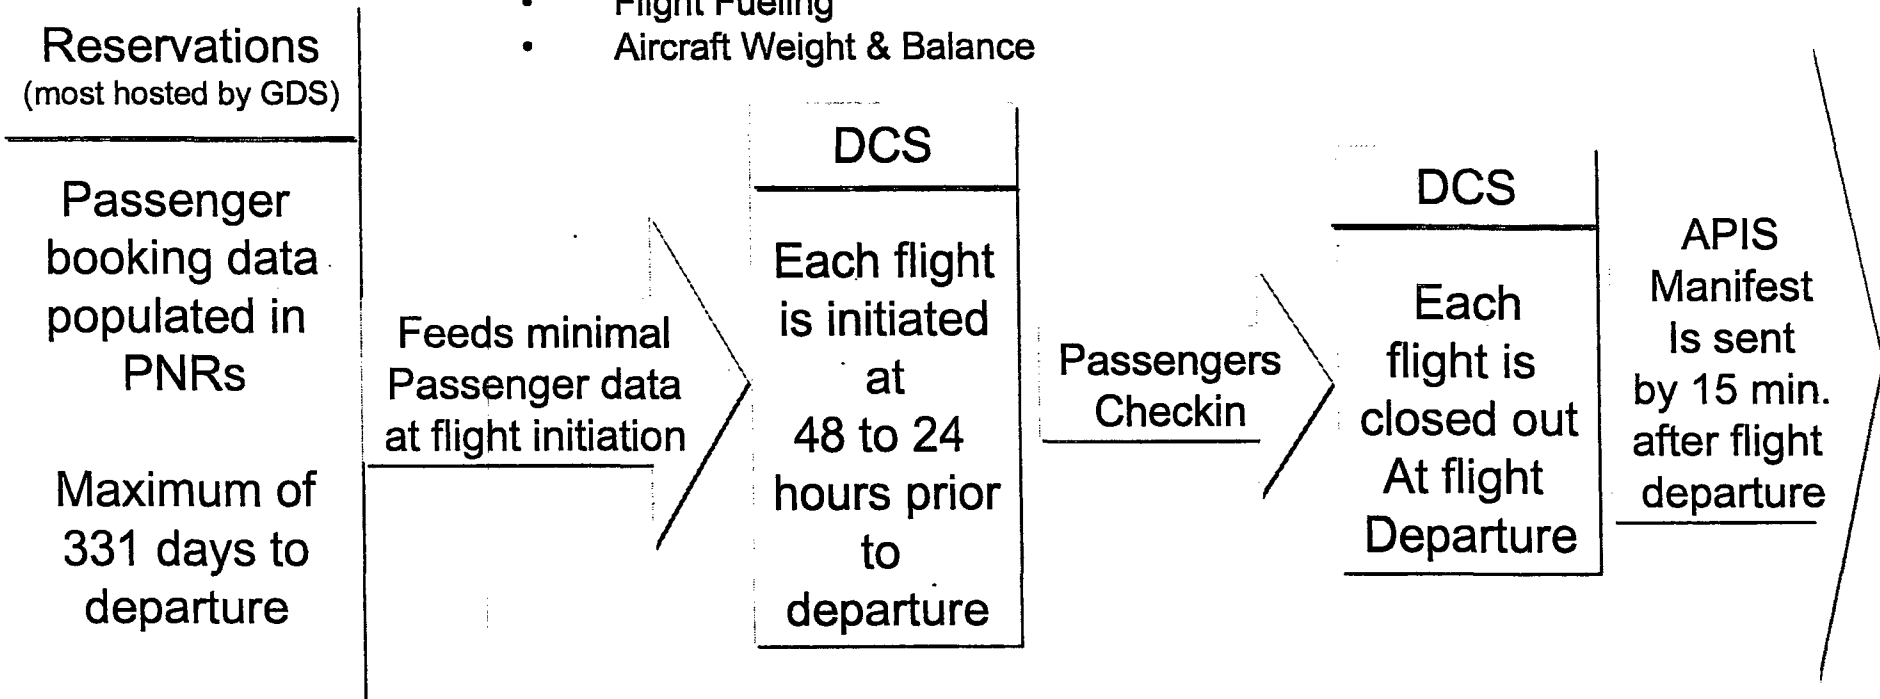 • Flight Fueling
• Aircraft Weight & Balance
Reservations
(most hosted by GDS)
Passenger
booking data
populated in
PNRs
Maximum of
331 days to
departure
Feeds minimal
Passenger data
at flight initiation
DCS
Each flight
is initiated
at
48 to 24
hours prior
to
departure
Passengers
Checkin
DCS
Each
flight is
closed out
At flight
Departure
APIS
Manifest
Is sent
by 15 min.
after flight
departure